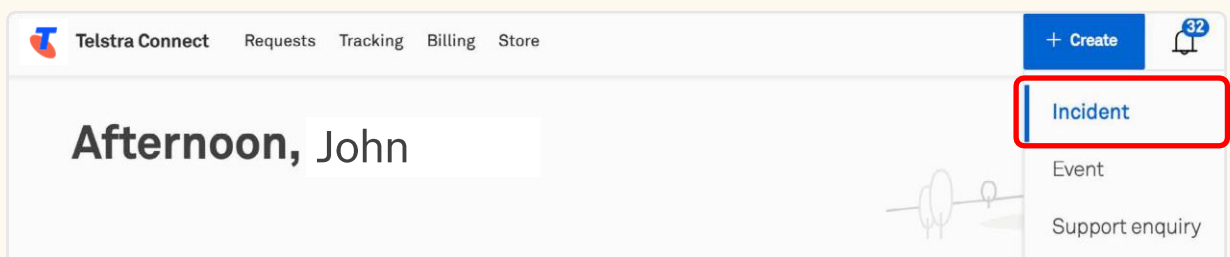 Telstra Connect Requests Tracking Billing Store + Create 32
Incident
Afternoon, John
Event
Support enquiry